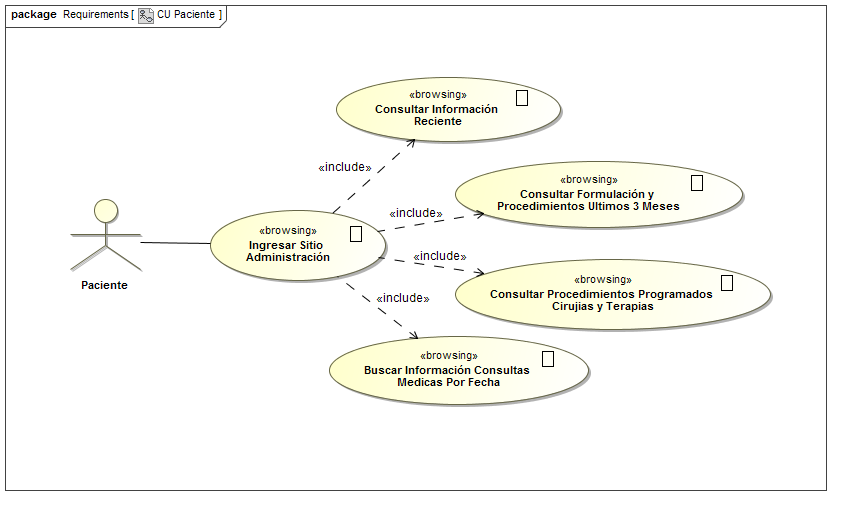 package Requirements [ CU Paciente ]
«browsing»
Consultar Información
Reciente
«include»
«browsing»
Consultar Formulación y
Procedimientos Ultimos 3 Meses
«include»
«browsing»
Ingresar Sitio
Administración
Paciente
«include»
«browsing»
Consultar Procedimientos Programados
Cirujias y Terapias
«include»
«browsing»
Buscar Información Consultas
Medicas Por Fecha